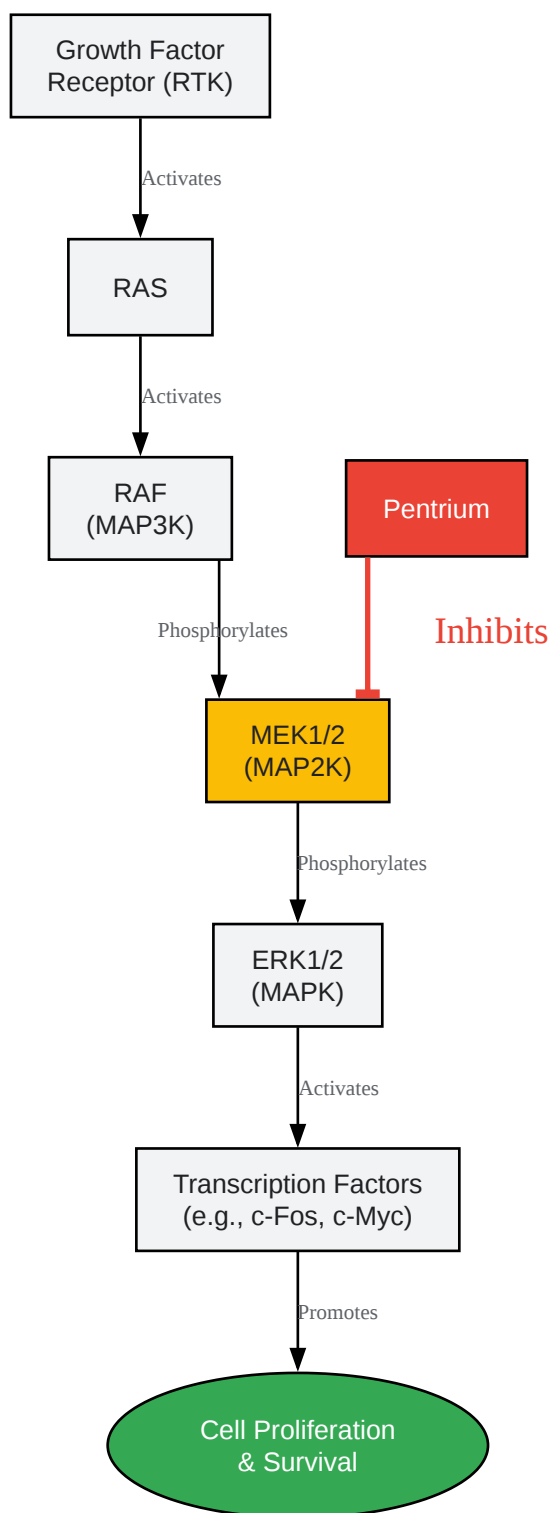 Growth Factor
Receptor (RTK)
Activates
RAS
Activates
RAF
(MAP3K)
Pentrium
Phosphorylates
Inhibits
MEK1/2
(MAP2K)
Phosphorylates
ERK1/2
(MAPK)
Activates
Transcription Factors
(e.g., c-Fos, c-Myc)
Promotes
Cell Proliferation
& Survival